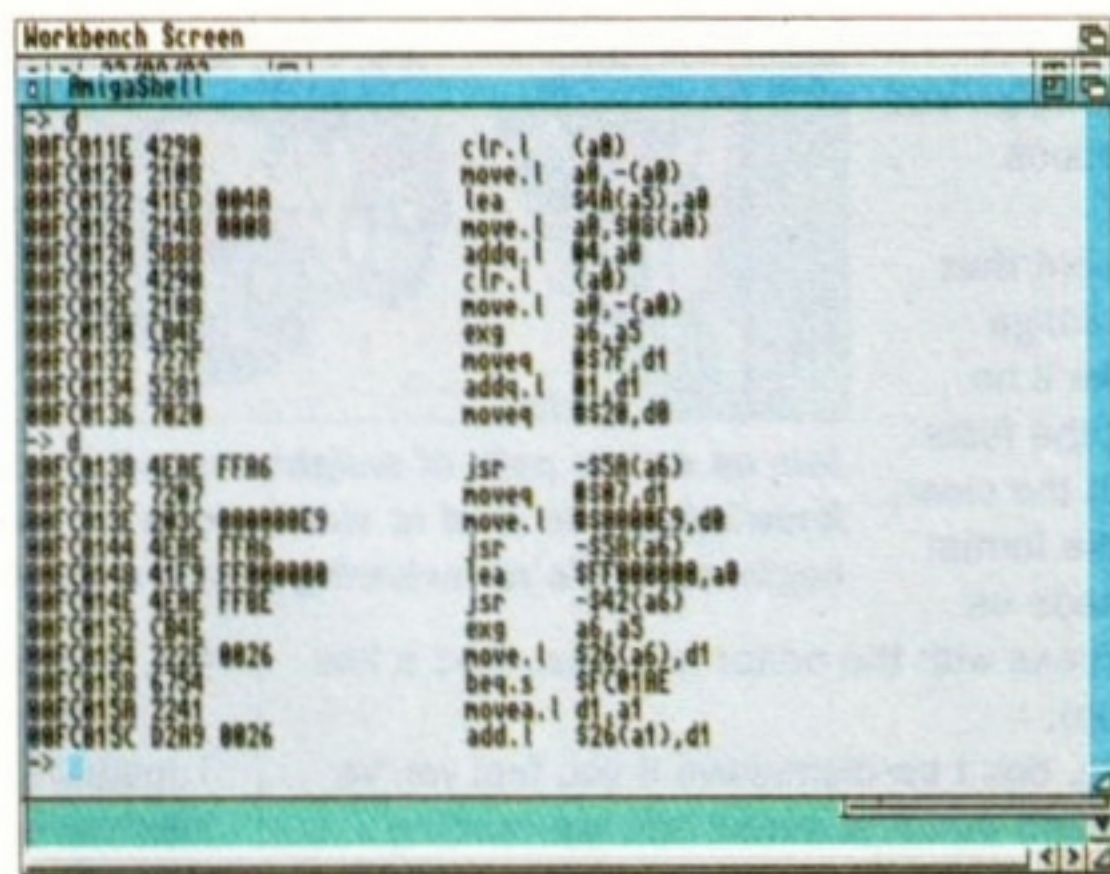 Workbench Screen
AmigaShell
-> d
00FC011E 4290 clr.l (a0)
00FC0120 2108 move.l a0,-(a0)
00FC0122 41ED 004A lea $4A(a5),a0
00FC0126 2148 0008 move.l a0,$08(a0)
00FC012A 5888 addq.l #4,a0
00FC012C 4290 clr.l (a0)
00FC012E 2108 move.l a0,-(a0)
00FC0130 CB4E exg a6,a5
00FC0132 727F moveq #$7F,d1
00FC0134 5281 addq.l #1,d1
00FC0136 7020 moveq #$20,d0
-> d
00FC0138 4EAE FFA6 jsr -$5A(a6)
00FC013C 7207 moveq #$07,d1
00FC013E 203C 000000E9 move.l #$0000E9,d0
00FC0144 4EAE FFA6 jsr -$5A(a6)
00FC0148 41F9 FF000000 lea $FF000000,a0
00FC014E 4EAE FFBE jsr -$42(a6)
00FC0152 CB4E exg a6,a5
00FC0154 222E 0026 move.l $26(a6),d1
00FC0158 6754 beq.s $FC01AE
00FC015A 2241 movea.l d1,a1
00FC015C D2A9 0026 add.l $26(a1),d1
->